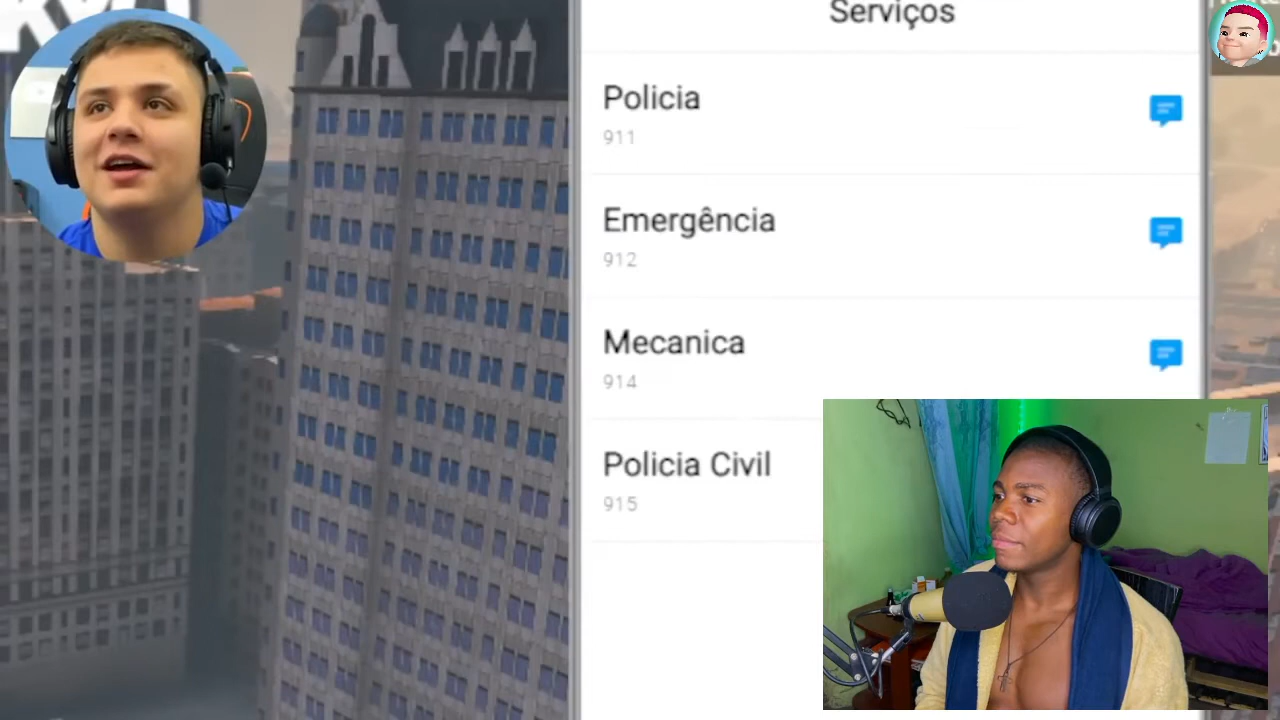 Serviços
Policia
911
Emergência
912
Mecanica
914
Policia Civil
915